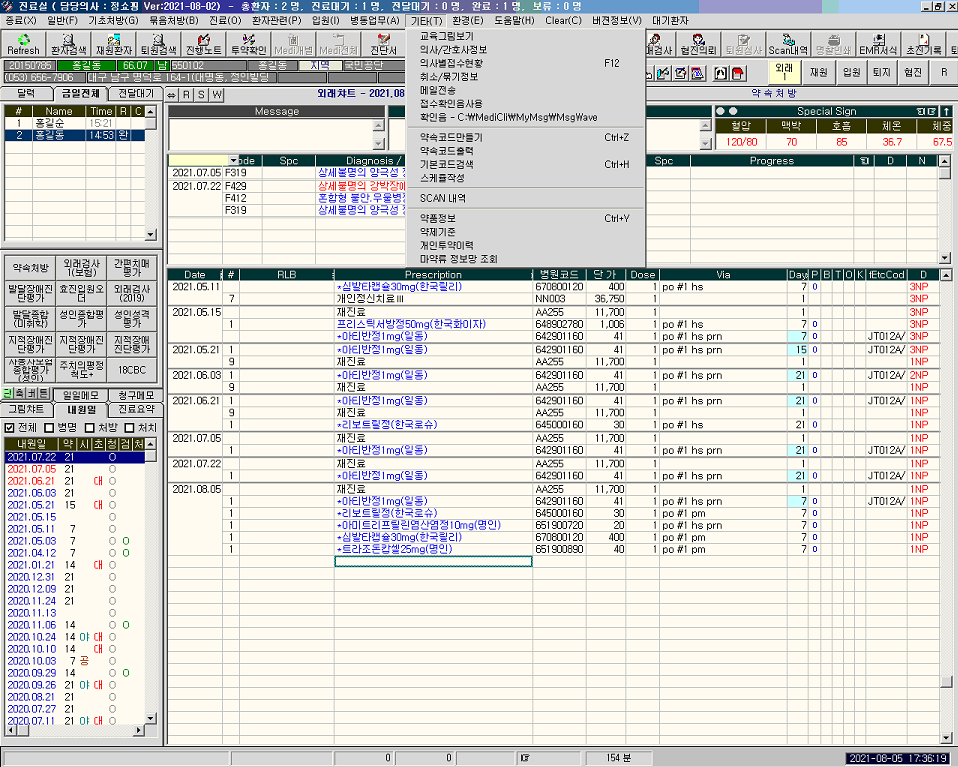 진료실 ( 담당의사 : 정쇼핑 Ver:2021-08-02) - 총환자 : 2 명, 진료대기 : 1 명, 전달대기 : 0 명, 완료 : 1 명, 보류 : 0 명
종료(X) 일반(F) 기초차방(G) 묶음처방(B) 진료(O) 환자관련(P) 입원(I) 병동업무(A) 기타(T) 환경(E) 도움말(H) Clear(C) 버전정보(V) 대기환자
Refresh 환자검색 재원환자 퇴원검색 진행노트 투약확인 Medi개별 Medi전체 진단서 협진의뢰 퇴원심사 Scan내역 명찰인쇄 EMR서식 초진기록
20150785 홍길동 66.07 남 550102 홍길동 지역 국민공단
(053) 656-7906 대구 남구 명덕로 164-1(대명동, 정인빌딩
외래 1 재원 입원 퇴지 협진 R
달력 금일전체 전달대기
R S W 외래챠트 - 2021.08
약 속 처 방
# Name Time R C
1 홍길순 15:21
2 홍길동 14:53 완
Message
Special Sign
혈압 맥박 호흡 체온 체중
120/80 70 85 36.7 67.5
교육그림보기
의사/간호사정보
의사별접수현황 F12
취소/묶기정보
메일전송
접수확인음사용
확인음 - C:₩MediCli₩MyMsg₩MsgWave
약속코드만들기 Ctrl+Z
약속코드출력
기본코드검색 Ctrl+H
스케쥴작성
SCAN 내역
약품정보 Ctrl+Y
약제기준
개인투약이력
마약류 정보망 조회
ode Spc Diagnosis /
Spc Progress D N
2021.07.05 F319 상세불명의 양극성 정
2021.07.22 F429 상세불명의 강박장애
F412 혼합형 불안,우울병장
F319 상세불명의 양극성 정
약속처방 외래검사1(보험) 간편치매평가
발달장애진단평가 효진입원오더 외래검사(2019)
발달종합(미취학) 성인종합평가 성인성격평가
지적장애진단평가 지적장애진단평가 지적장애진단평가
자동차보험종합평가(성인) 주치의평정척도+ 18CBC
단 축 키 트 일일메모 청구메모
그림챠트 내원일 진료요약
전체 병명 처방 처치
내원일 약 시 초 청 검 처
2021.07.22 21 O
2021.07.05 21 O
2021.06.21 21 대 O
2021.06.03 21 O
2021.05.21 15 대 O
2021.05.15 O
2021.05.11 7 O
2021.05.03 7 O O
2021.04.12 7 O O
2021.01.21 14 대 O
2020.12.31 21 O
2020.12.09 21 O
2020.11.24 21 O
2020.11.13 O
2020.11.06 14 O O
2020.10.24 14 야 대 O
2020.10.10 14 대 O
2020.10.03 7 공 O
2020.09.29 14 O O
2020.09.26 21 야 대 O
2020.08.21 21 O
2020.07.27 21 O
2020.07.11 21 야 대 O
Date # RLB Prescription 병원코드 단 가 Dose Via Day P B T O K tEtcCod D
2021.05.11 *심발타캡슐30mg(한국릴리) 670800120 400 1 po #1 hs 7 0 3NP
7 개인정신치료Ⅲ NN003 36,750 1 1 3NP
2021.05.15 재진료 AA255 11,700 1 1 3NP
1 프리스틱서방정50mg(한국화이자) 648902780 1,006 1 po #1 hs 7 0 3NP
*아티반정1mg(일동) 642901160 41 1 po #1 hs prn 7 0 JT012A/ 3NP
2021.05.21 1 *아티반정1mg(일동) 642901160 41 1 po #1 hs prn 15 0 JT012A/ 3NP
9 재진료 AA255 11,700 1 1 1NP
2021.06.03 1 *아티반정1mg(일동) 642901160 41 1 po #1 hs prn 21 0 JT012A/ 2NP
9 재진료 AA255 11,700 1 1 1NP
2021.06.21 1 *아티반정1mg(일동) 642901160 41 1 po #1 hs prn 21 0 JT012A/ 1NP
9 재진료 AA255 11,700 1 1 1NP
*리보트릴정(한국로슈) 645000160 30 1 po #1 hs 21 0 1NP
2021.07.05 재진료 AA255 11,700 1 1 1NP
1 *아티반정1mg(일동) 642901160 41 1 po #1 hs prn 21 0 JT012A/ 1NP
2021.07.22 재진료 AA255 11,700 1 1 1NP
1 *아티반정1mg(일동) 642901160 41 1 po #1 hs prn 21 0 JT012A/ 1NP
2021.08.05 재진료 AA255 11,700 1 1 1NP
1 *아티반정1mg(일동) 642901160 41 1 po #1 hs prn 7 0 JT012A/ 1NP
1 *리보트릴정(한국로슈) 645000160 30 1 po #1 pm 7 0 1NP
1 *아미트리프틸린염산염정10mg(명인) 651900720 20 1 po #1 hs prn 7 0 1NP
1 *심발타캡슐30mg(한국릴리) 670800120 400 1 po #1 pm 7 0 1NP
1 *트라조돈캅셀25mg(명인) 651900890 40 1 po #1 pm 7 0 1NP
0 0 154 분 2021-08-05 17:36:19